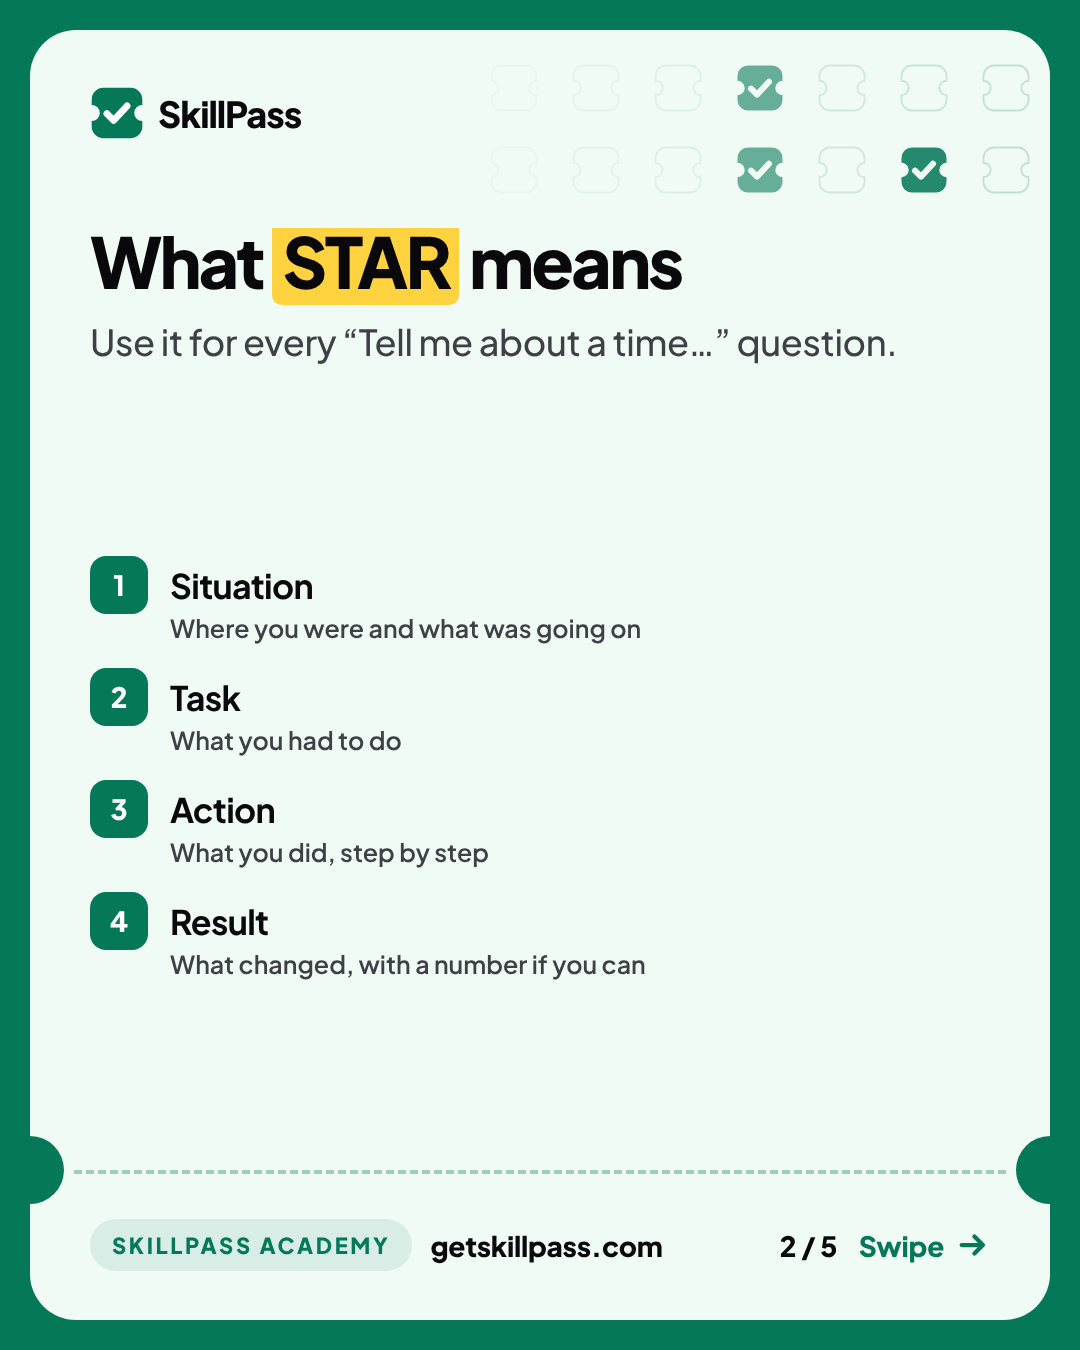 SkillPass
What STAR means
Use it for every “Tell me about a time…” question.
1 Situation
Where you were and what was going on
2 Task
What you had to do
3 Action
What you did, step by step
4 Result
What changed, with a number if you can
SKILLPASS ACADEMY getskillpass.com 2 / 5 Swipe →